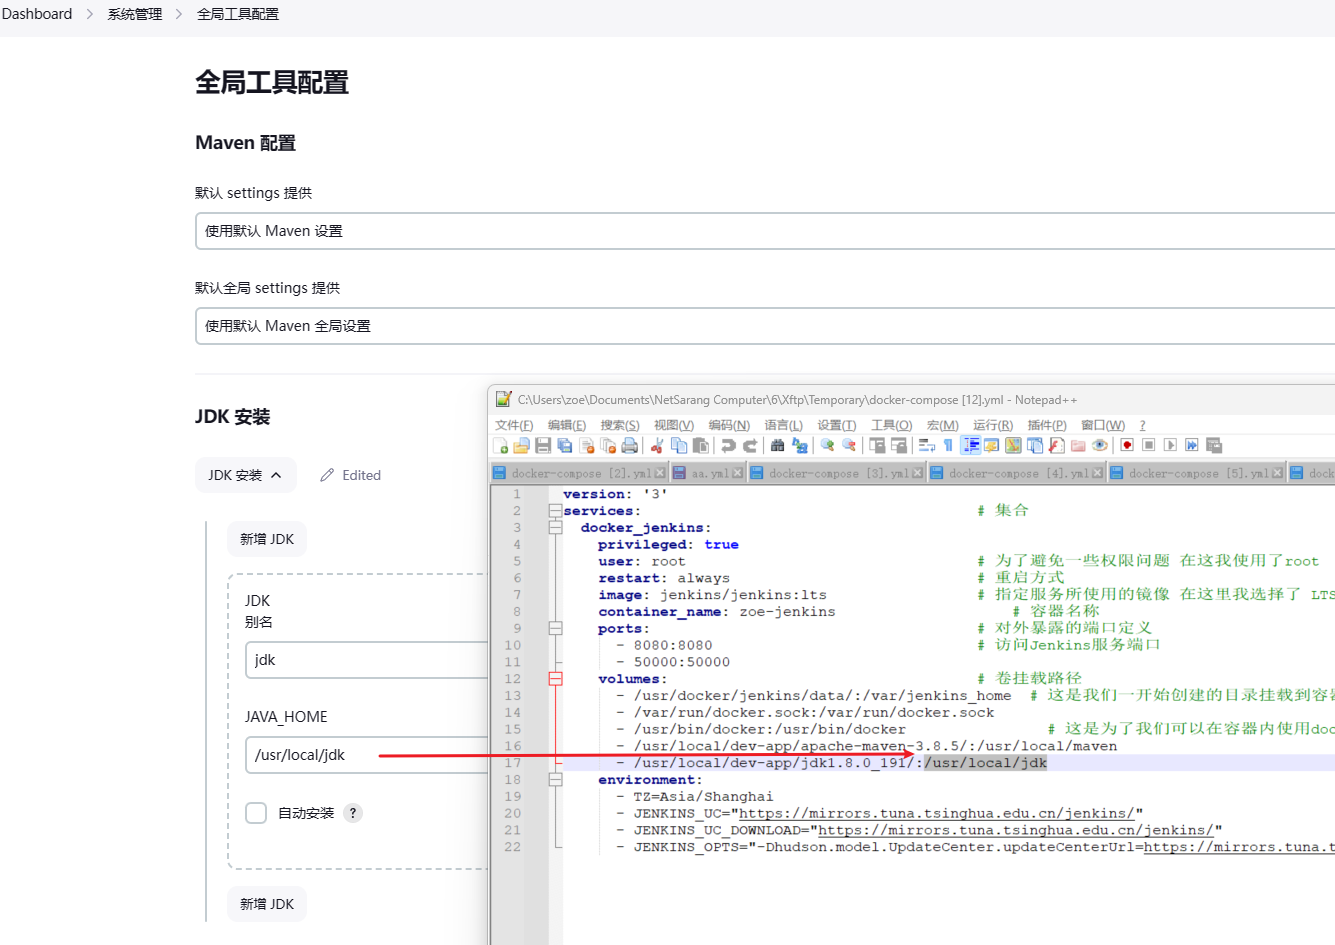 Dashboard > 系统管理 > 全局工具配置
全局工具配置
Maven 配置
默认 settings 提供
使用默认 Maven 设置
默认全局 settings 提供
使用默认 Maven 全局设置
JDK 安装
JDK 安装
Edited
新增 JDK
JDK
别名
jdk
JAVA_HOME
/usr/local/jdk
自动安装 ?
新增 JDK
C:\Users\zoe\Documents\NetSarang Computer\6\Xftp\Temporary\docker-compose [12].yml - Notepad++
文件(F) 编辑(E) 搜索(S) 视图(V) 编码(N) 语言(L) 设置(T) 工具(O) 宏(M) 运行(R) 插件(P) 窗口(W) ?
docker-compose [2].yml aa.yml docker-compose [3].yml docker-compose [4].yml docker-compose [5].yml dock
1 version: '3'
2 services: # 集合
3 docker_jenkins:
4 privileged: true
5 user: root # 为了避免一些权限问题 在这我使用了root
6 restart: always # 重启方式
7 image: jenkins/jenkins:lts # 指定服务所使用的镜像 在这里我选择了 LTS
8 container_name: zoe-jenkins # 容器名称
9 ports: # 对外暴露的端口定义
10 - 8080:8080 # 访问Jenkins服务端口
11 - 50000:50000
12 volumes: # 卷挂载路径
13 - /usr/docker/jenkins/data/:/var/jenkins_home # 这是我们一开始创建的目录挂载到容
14 - /var/run/docker.sock:/var/run/docker.sock
15 - /usr/bin/docker:/usr/bin/docker # 这是为了我们可以在容器内使用doc
16 - /usr/local/dev-app/apache-maven-3.8.5/:/usr/local/maven
17 - /usr/local/dev-app/jdk1.8.0_191/:/usr/local/jdk
18 environment:
19 - TZ=Asia/Shanghai
20 - JENKINS_UC="https://mirrors.tuna.tsinghua.edu.cn/jenkins/"
21 - JENKINS_UC_DOWNLOAD="https://mirrors.tuna.tsinghua.edu.cn/jenkins/"
22 - JENKINS_OPTS="-Dhudson.model.UpdateCenter.updateCenterUrl=https://mirrors.tuna.t